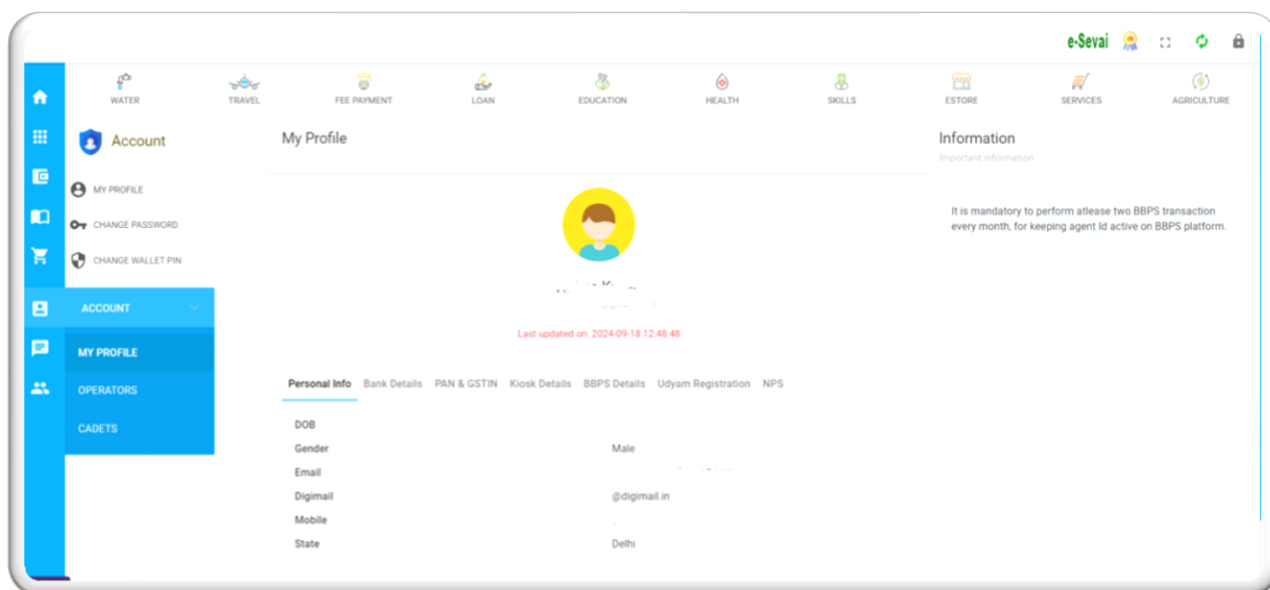 e-Sevai
WATER TRAVEL FEE PAYMENT LOAN EDUCATION HEALTH SKILLS ESTORE SERVICES AGRICULTURE
Account
MY PROFILE
CHANGE PASSWORD
CHANGE WALLET PIN
ACCOUNT
MY PROFILE
OPERATORS
CADETS
My Profile
Last updated on: 2024-09-18 12:48:48
Personal Info Bank Details PAN & GSTIN Kiosk Details BBPS Details Udyam Registration NPS
DOB
Gender Male
Email
Digimail @digimail.in
Mobile
State Delhi
Information
Important information
It is mandatory to perform atlease two BBPS transaction
every month, for keeping agent Id active on BBPS platform.